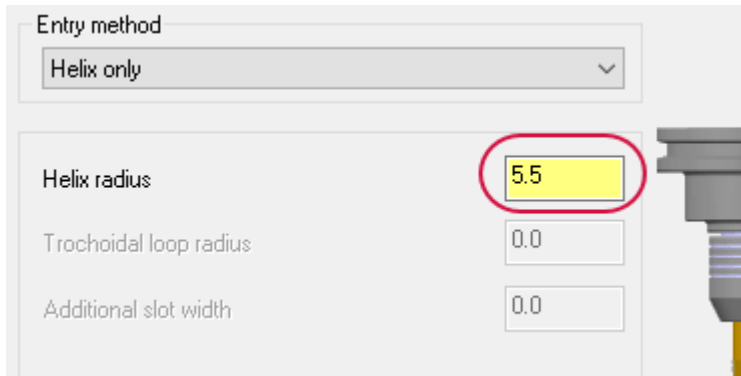 Entry method
Helix only
Helix radius 5.5
Trochoidal loop radius 0.0
Additional slot width 0.0